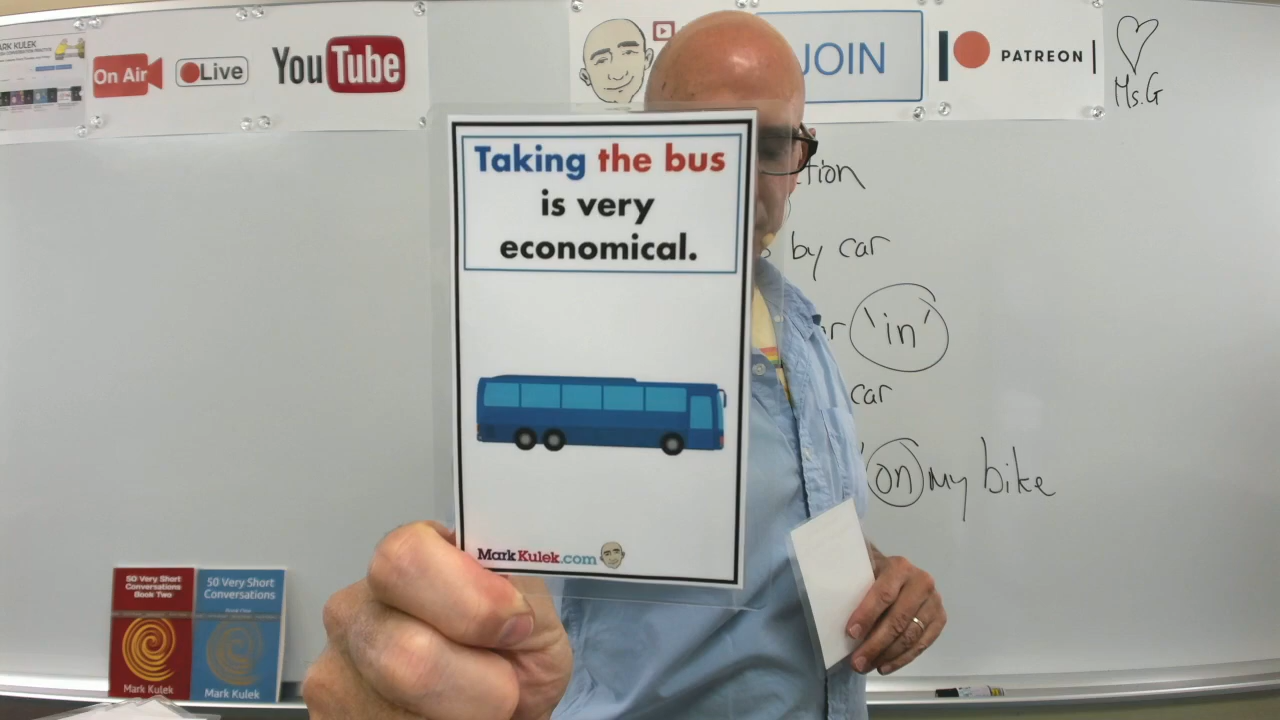 MARK KULEK
On Air
Live
YouTube
JOIN
PATREON
Ms.G
Taking the bus
is very
economical.
MarkKulek.com
tion
by car
'in'
car
on my bike
50 Very Short
Conversations
Book Two
Mark Kulek
50 Very Short
Conversations
Mark Kulek